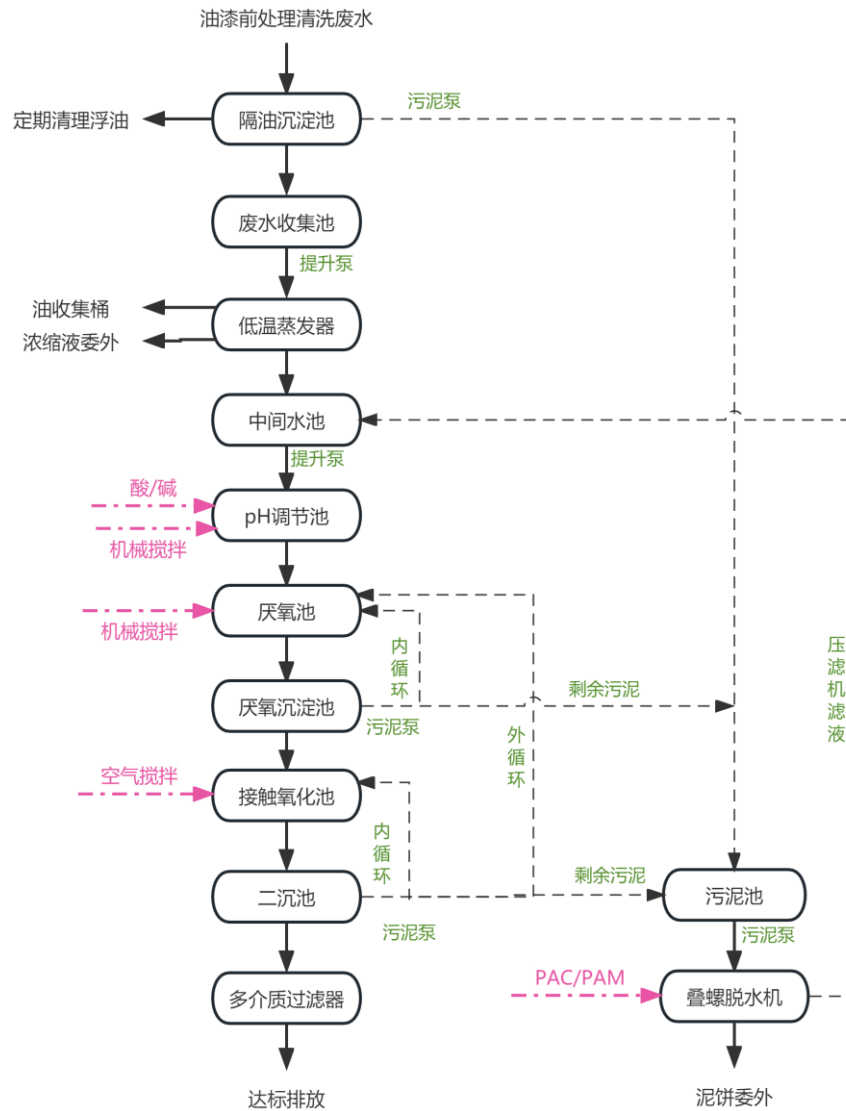 油漆前处理清洗废水
污泥泵
定期清理浮油
隔油沉淀池
废水收集池
提升泵
油收集桶
低温蒸发器
浓缩液委外
中间水池
提升泵
酸/碱
pH调节池
机械搅拌
厌氧池
机械搅拌
内循环
压滤机滤液
厌氧沉淀池
剩余污泥
污泥泵
外循环
空气搅拌
接触氧化池
内循环
二沉池
剩余污泥
污泥池
污泥泵
污泥泵
多介质过滤器
PAC/PAM
叠螺脱水机
达标排放
泥饼委外